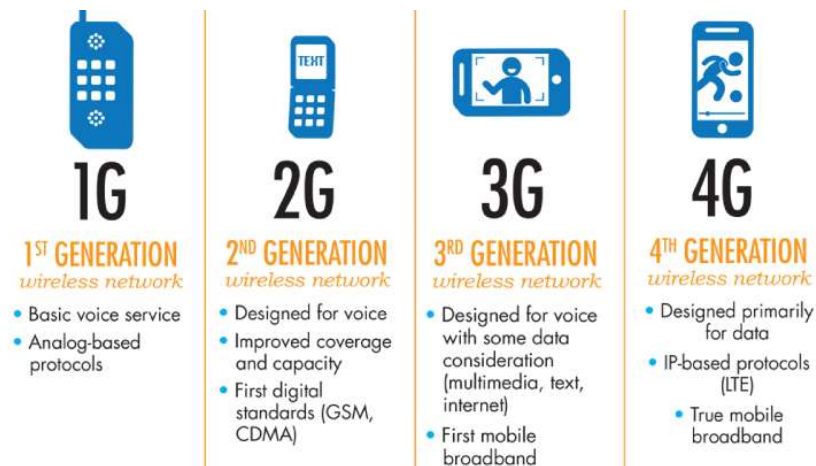 TEXT
1G
1ST GENERATION
wireless network
• Basic voice service
• Analog-based
protocols
2G
2ND GENERATION
wireless network
• Designed for voice
• Improved coverage
and capacity
• First digital
standards (GSM,
CDMA)
3G
3RD GENERATION
wireless network
• Designed for voice
with some data
consideration
(multimedia, text,
internet)
• First mobile
broadband
4G
4TH GENERATION
wireless network
• Designed primarily
for data
• IP-based protocols
(LTE)
• True mobile
broadband